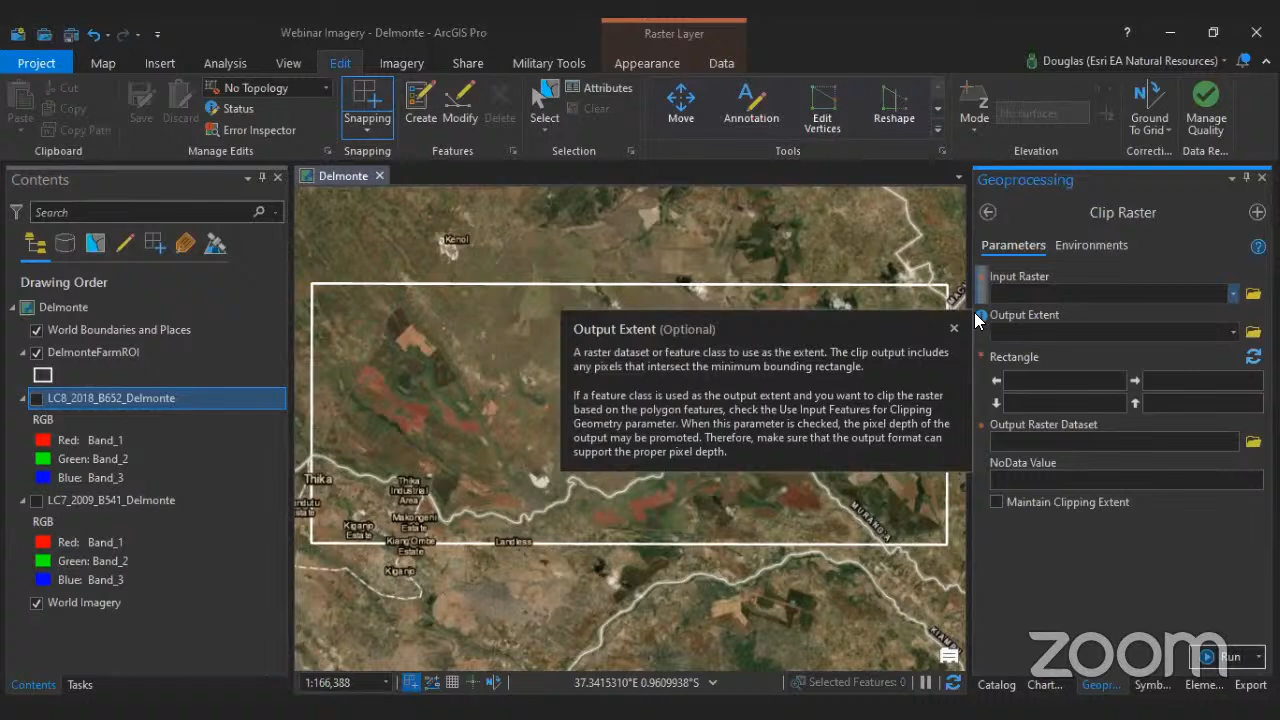 Webinar Imagery - Delmonte - ArcGIS Pro
Raster Layer
?
Project
Map
Insert
Analysis
View
Edit
Imagery
Share
Military Tools
Appearance
Data
Douglas (Esri EA Natural Resources)
Paste
Cut
Copy
Copy Path
Clipboard
Save
Discard
No Topology
Status
Error Inspector
Manage Edits
Snapping
Snapping
Create
Modify
Delete
Features
Select
Attributes
Clear
Selection
Move
Annotation
Edit
Vertices
Reshape
Tools
Mode
No surfaces
Elevation
Ground
To Grid
Correcti...
Manage
Quality
Data Re...
Contents
Search
Drawing Order
Delmonte
World Boundaries and Places
DelmonteFarmROI
LC8_2018_B652_Delmonte
RGB
Red: Band_1
Green: Band_2
Blue: Band_3
LC7_2009_B541_Delmonte
RGB
Red: Band_1
Green: Band_2
Blue: Band_3
World Imagery
Contents
Tasks
Delmonte
Kenol
Thika
Thika
Industrial
Area
Makongeni
Estate
Kiganjo
Estate
Kiang'Ombe
Estate
Landless
Kiganjo
MURANG'A
Output Extent (Optional)
A raster dataset or feature class to use as the extent. The clip output includes
any pixels that intersect the minimum bounding rectangle.
If a feature class is used as the output extent and you want to clip the raster
based on the polygon features, check the Use Input Features for Clipping
Geometry parameter. When this parameter is checked, the pixel depth of the
output may be promoted. Therefore, make sure that the output format can
support the proper pixel depth.
1:166,388
37.3415310°E 0.9609938°S
Selected Features: 0
Geoprocessing
Clip Raster
Parameters
Environments
?
* Input Raster
Output Extent
* Rectangle
* Output Raster Dataset
NoData Value
Maintain Clipping Extent
zoom
Run
Catalog
Chart...
Geopr...
Symb...
Eleme...
Export